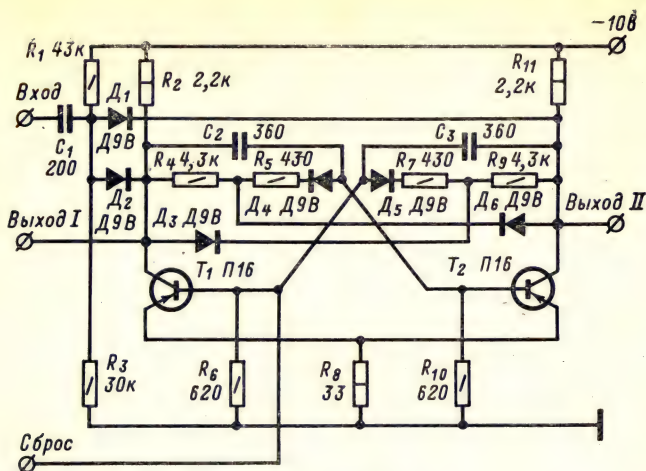 −10в
R1 43к
R2 2,2к
R11 2,2к
Вход
Д1 Д9В
C1 200
C2 360
C3 360
R4 4,3к
R5 430
R7 430
R9 4,3к
Д2 Д9В
Д4 Д9В
Д5 Д9В
Д6 Д9В
Выход I
Д3 Д9В
Выход II
T1 П16
T2 П16
R3 30к
R6 620
R8 33
R10 620
Сброс